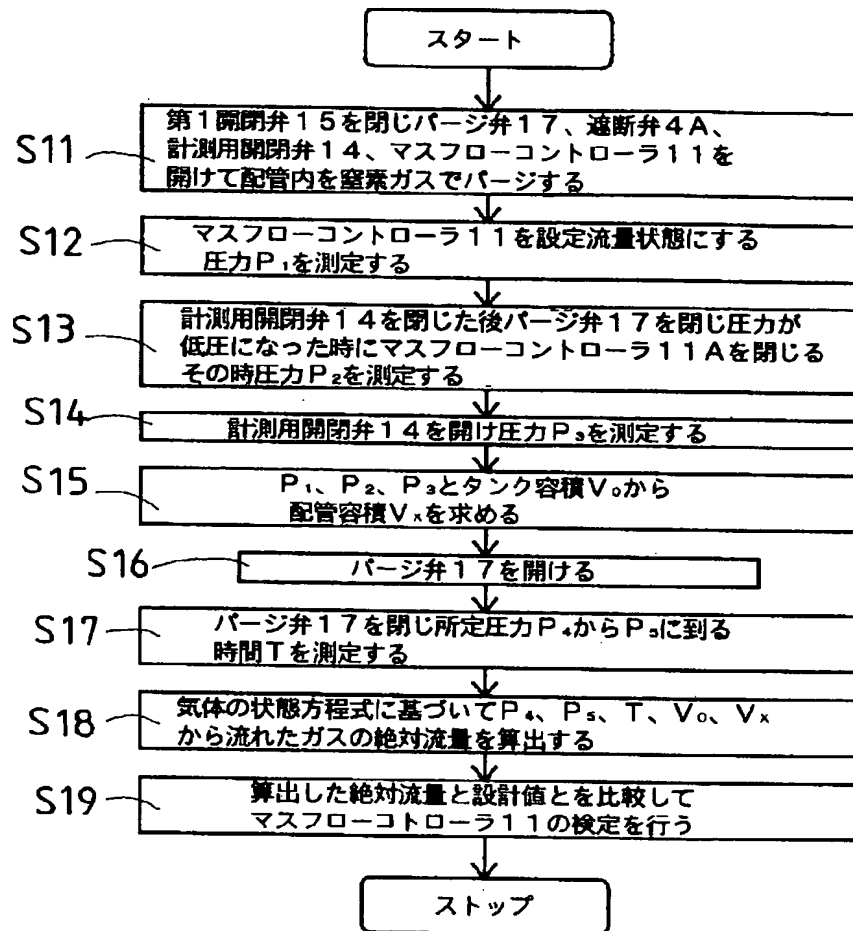 スタート
S11
第1開閉弁15を閉じパージ弁17、遮断弁4A、
計測用開閉弁14、マスフローコントローラ11を
開けて配管内を窒素ガスでパージする
S12
マスフローコントローラ11を設定流量状態にする
圧力P₁を測定する
S13
計測用開閉弁14を閉じた後パージ弁17を閉じ圧力が
低圧になった時にマスフローコントローラ11Aを閉じる
その時圧力P₂を測定する
S14
計測用開閉弁14を開け圧力P₃を測定する
S15
P₁、P₂、P₃とタンク容積V₀から
配管容積Vxを求める
S16
パージ弁17を開ける
S17
パージ弁17を閉じ所定圧力P₄からP₅に到る
時間Tを測定する
S18
気体の状態方程式に基づいてP₄、P₅、T、V₀、Vx
から流れたガスの絶対流量を算出する
S19
算出した絶対流量と設計値とを比較して
マスフローコトローラ11の検定を行う
ストップ